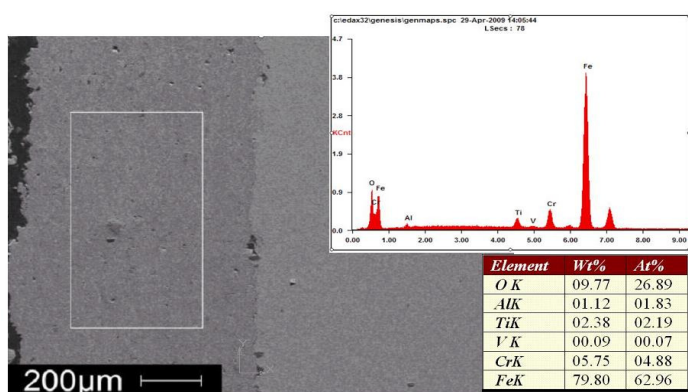 c:\edax32\genesis\genmaps.spc 29-Apr-2009 14:05:44
LSecs : 78
4.7
3.8
2.8
KCnt
1.9
0.9
0.0
O
C
Fe
Al
Ti
V
Cr
Fe
0.00 1.00 2.00 3.00 4.00 5.00 6.00 7.00 8.00 9.00
Element Wt% At%
O K 09.77 26.89
AlK 01.12 01.83
TiK 02.38 02.19
V K 00.09 00.07
CrK 05.75 04.88
FeK 79.80 62.96
200µm